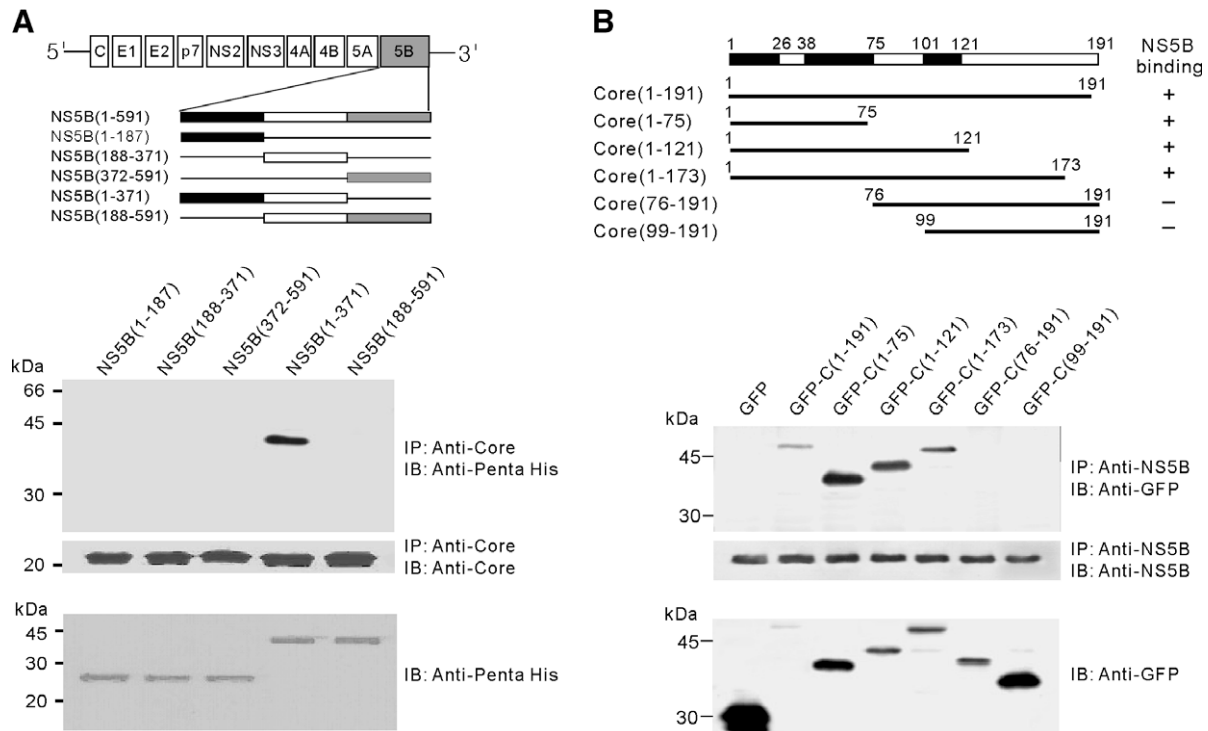 A
5' C E1 E2 p7 NS2 NS3 4A 4B 5A 5B 3'
NS5B(1-591)
NS5B(1-187)
NS5B(188-371)
NS5B(372-591)
NS5B(1-371)
NS5B(188-591)
NS5B(1-187)
NS5B(188-371)
NS5B(372-591)
NS5B(1-371)
NS5B(188-591)
kDa
66
45
30
IP: Anti-Core
IB: Anti-Penta His
20
IP: Anti-Core
IB: Anti-Core
kDa
45
30
20
IB: Anti-Penta His
B
1 26 38 75 101 121 191
NS5B
binding
Core(1-191) 1 191 +
Core(1-75) 1 75 +
Core(1-121) 1 121 +
Core(1-173) 1 173 +
Core(76-191) 76 191 −
Core(99-191) 99 191 −
GFP
GFP-C(1-191)
GFP-C(1-75)
GFP-C(1-121)
GFP-C(1-173)
GFP-C(76-191)
GFP-C(99-191)
kDa
45
30
IP: Anti-NS5B
IB: Anti-GFP
IP: Anti-NS5B
IB: Anti-NS5B
kDa
45
30
IB: Anti-GFP